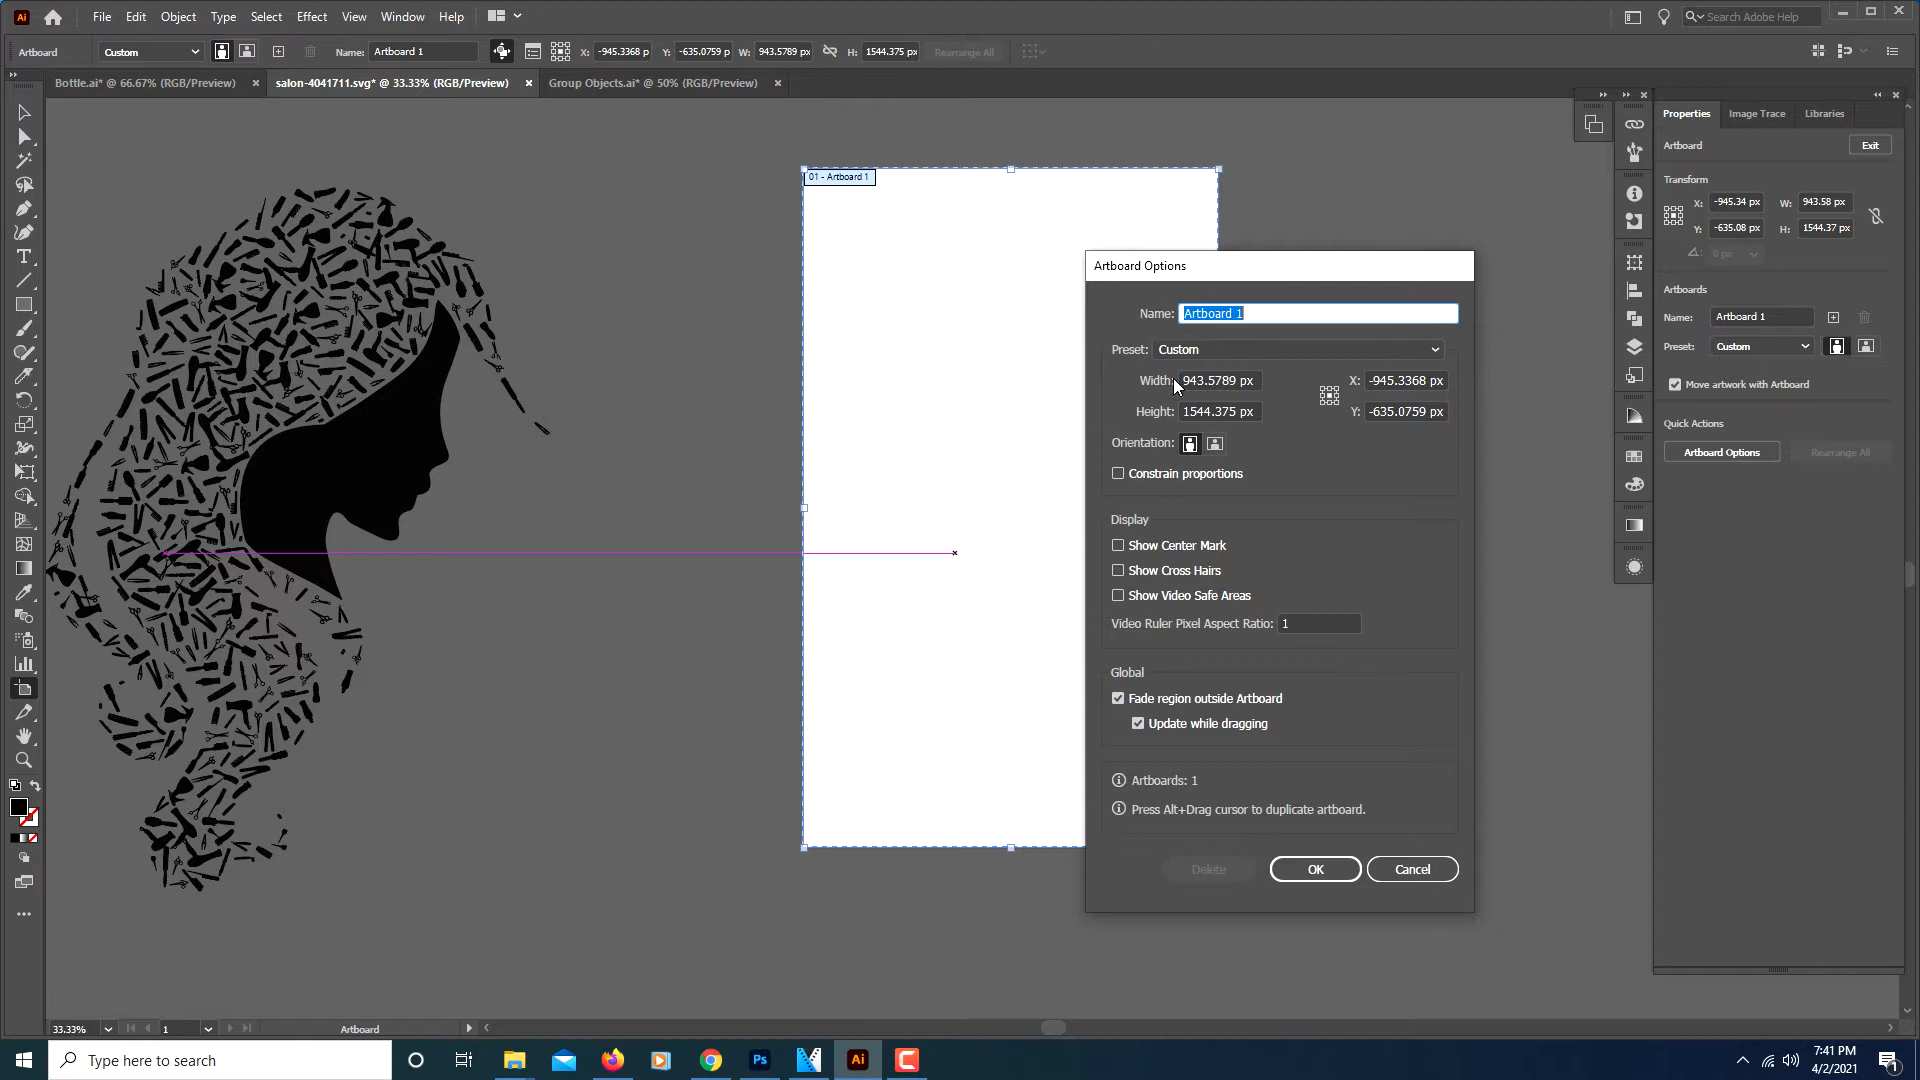 Ai File Edit Object Type Select Effect View Window Help Search Adobe Help
Artboard Custom Name: Artboard 1 X: -945.3368 p Y: -635.0759 p W: 943.5789 px H: 1544.375 px Rearrange All
Bottle.ai* @ 66.67% (RGB/Preview) salon-4041711.svg* @ 33.33% (RGB/Preview) Group Objects.ai* @ 50% (RGB/Preview)
01 - Artboard 1
Artboard Options
Name: Artboard 1
Preset: Custom
Width: 943.5789 px X: -945.3368 px
Height: 1544.375 px Y: -635.0759 px
Orientation:
Constrain proportions
Display
Show Center Mark
Show Cross Hairs
Show Video Safe Areas
Video Ruler Pixel Aspect Ratio: 1
Global
Fade region outside Artboard
Update while dragging
Artboards: 1
Press Alt+Drag cursor to duplicate artboard.
Delete OK Cancel
Properties Image Trace Libraries
Artboard Exit
Transform
X: -945.34 px W: 943.58 px
Y: -635.08 px H: 1544.37 px
0 px
Artboards
Name: Artboard 1
Preset: Custom
Move artwork with Artboard
Quick Actions
Artboard Options Rearrange All
33.33% 1 Artboard
Type here to search Ps Ai 7:41 PM
4/2/2021 1